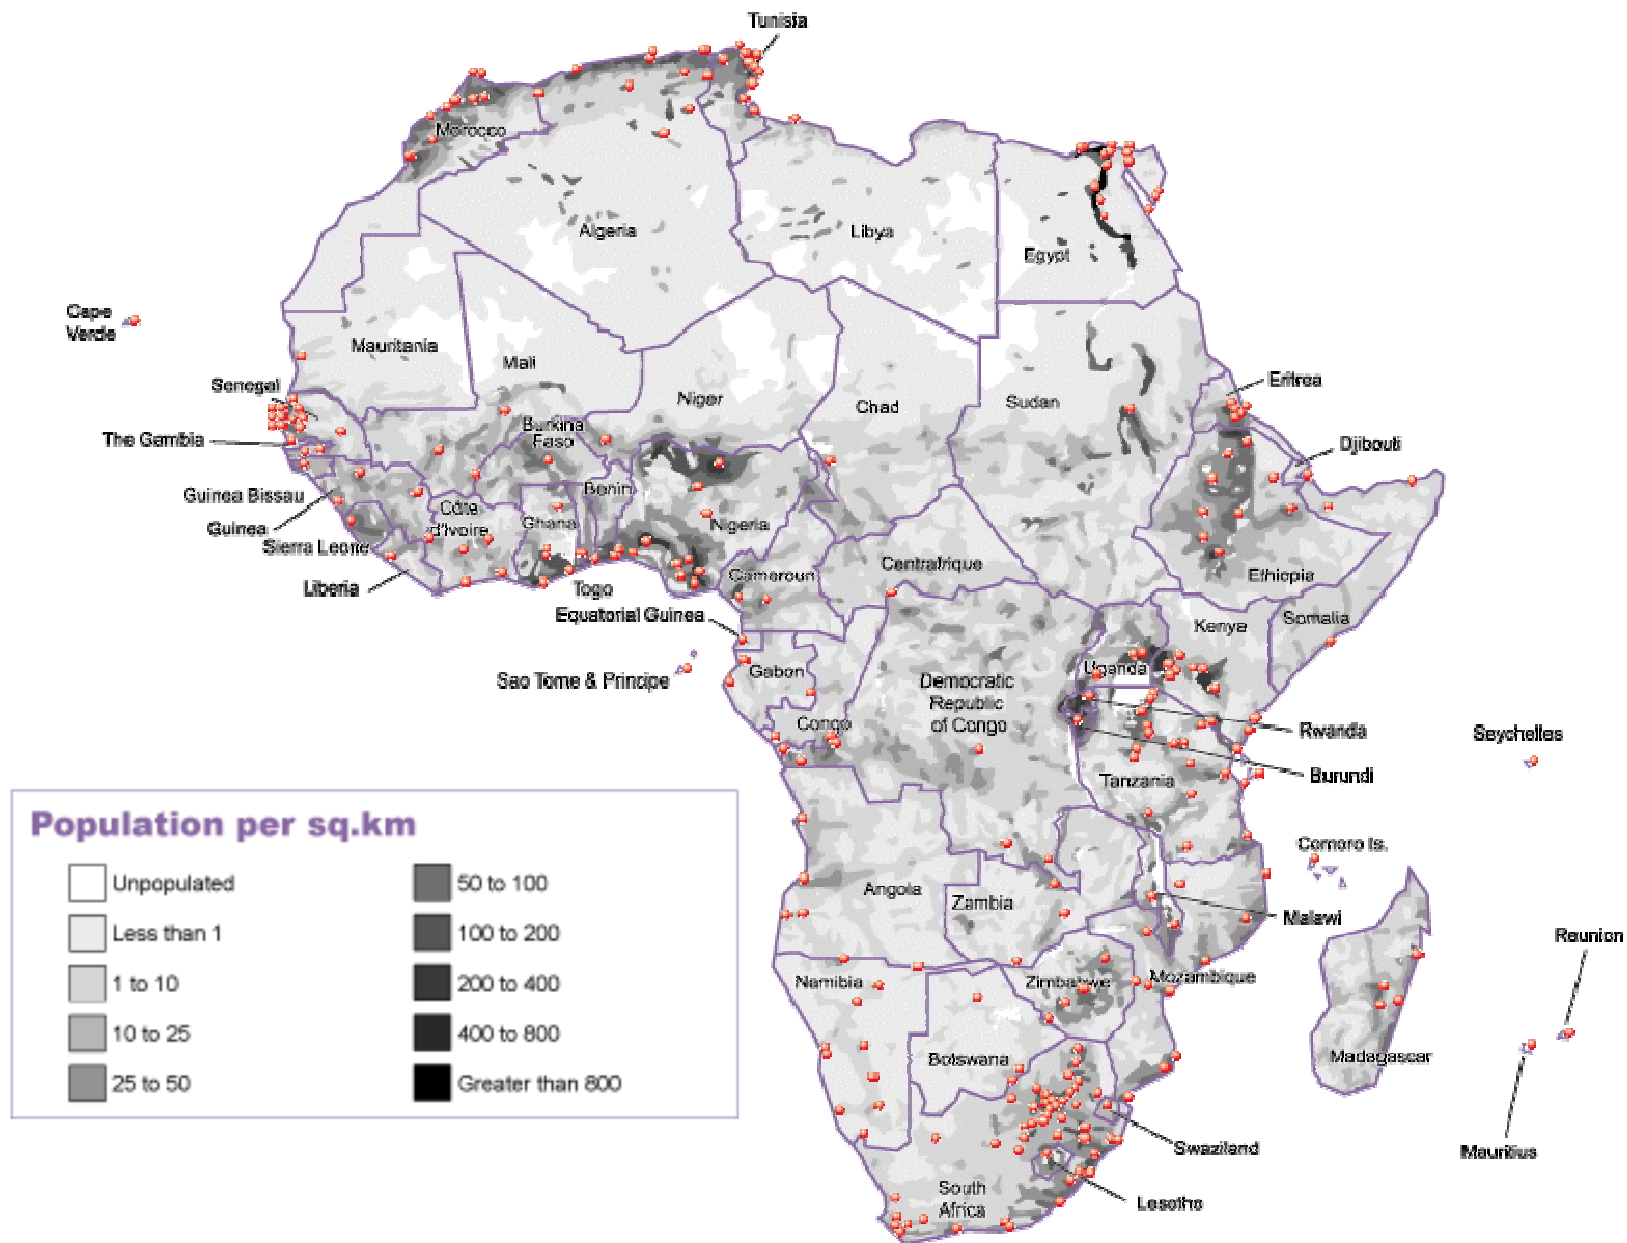 Tunisia
Morocco
Algeria
Libya
Egypt
Cape
Verde
Mauritania
Mali
Niger
Chad
Sudan
Eritrea
Senegal
The Gambia
Burkina
Faso
Djibouti
Guinea Bissau
Benin
Guinea
Côte
d'Ivoire
Ghana
Nigeria
Sierra Leone
Liberia
Togo
Cameroun
Centrafrique
Ethiopia
Equatorial Guinea
Kenya
Somalia
Sao Tome & Principe
Gabon
Uganda
Democratic
Republic
of Congo
Congo
Rwanda
Seychelles
Burundi
Tanzania
Comoro Is.
Angola
Zambia
Malawi
Reunion
Namibia
Zimbabwe
Mozambique
Botswana
Madagascar
Swaziland
Mauritius
South
Africa
Lesotho
Population per sq.km
Unpopulated
Less than 1
1 to 10
10 to 25
25 to 50
50 to 100
100 to 200
200 to 400
400 to 800
Greater than 800